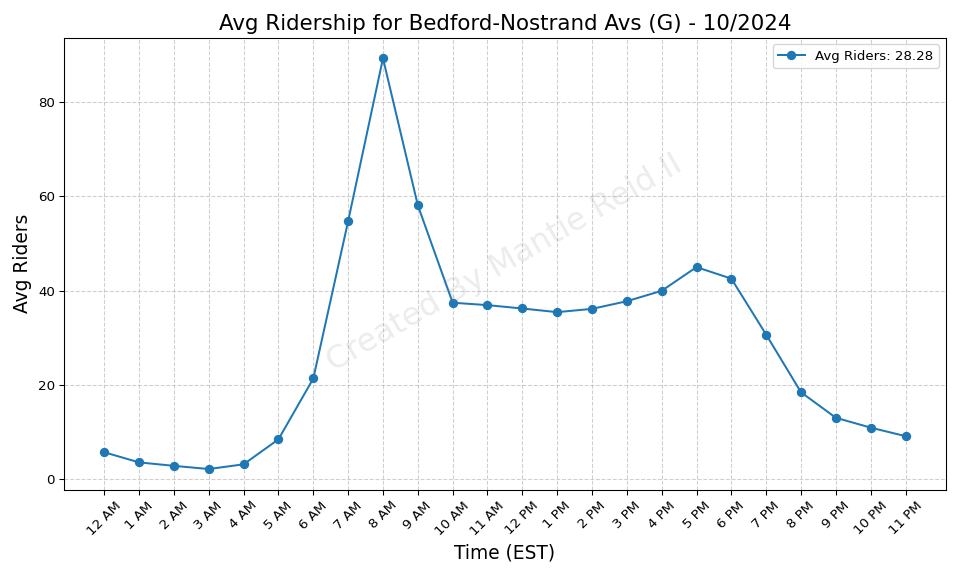 Avg Ridership for Bedford-Nostrand Avs (G) - 10/2024
Avg Riders: 28.28
Avg Riders
80
60
40
20
0
Created By Mantie Reid II
12 AM
1 AM
2 AM
3 AM
4 AM
5 AM
6 AM
7 AM
8 AM
9 AM
10 AM
11 AM
12 PM
1 PM
2 PM
3 PM
4 PM
5 PM
6 PM
7 PM
8 PM
9 PM
10 PM
11 PM
Time (EST)